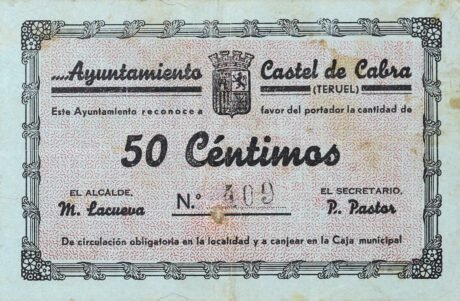 ....Ayuntamiento Castel de Cabra
(TERUEL)
Este Ayuntamiento reconoce a favor del portador la cantidad de
50 Céntimos
EL ALCALDE, EL SECRETARIO,
M. Lacueva N.º 409 P. Pastor
De circulación obligatoria en la localidad y a canjear en la Caja municipal